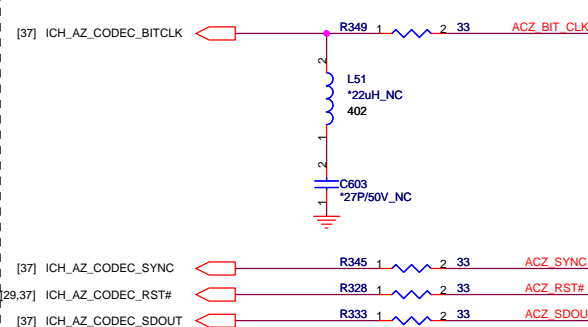 [37] ICH_AZ_CODEC_BITCLK R349 1 2 33 ACZ_BIT_CLK
2
L51
*22uH_NC
402
1
2
C603
*27P/50V_NC
1
[37] ICH_AZ_CODEC_SYNC R345 1 2 33 ACZ_SYNC
[29,37] ICH_AZ_CODEC_RST# R328 1 2 33 ACZ_RST#
[37] ICH_AZ_CODEC_SDOUT R333 1 2 33 ACZ_SDOU